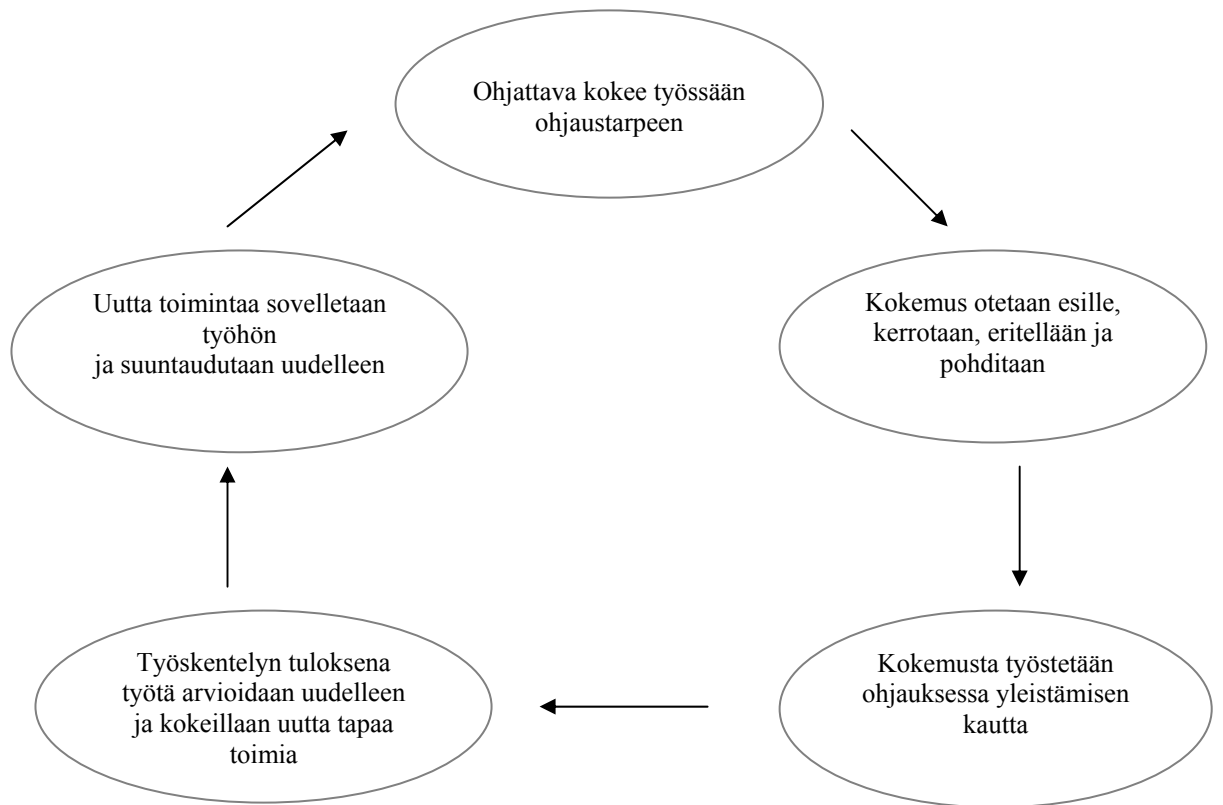 Ohjattava kokee työssään
ohjaustarpeen
Kokemus otetaan esille,
kerrotaan, eritellään ja
pohditaan
Kokemusta työstetään
ohjauksessa yleistämisen
kautta
Työskentelyn tuloksena
työtä arvioidaan uudelleen
ja kokeillaan uutta tapaa
toimia
Uutta toimintaa sovelletaan
työhön
ja suuntaudutaan uudelleen